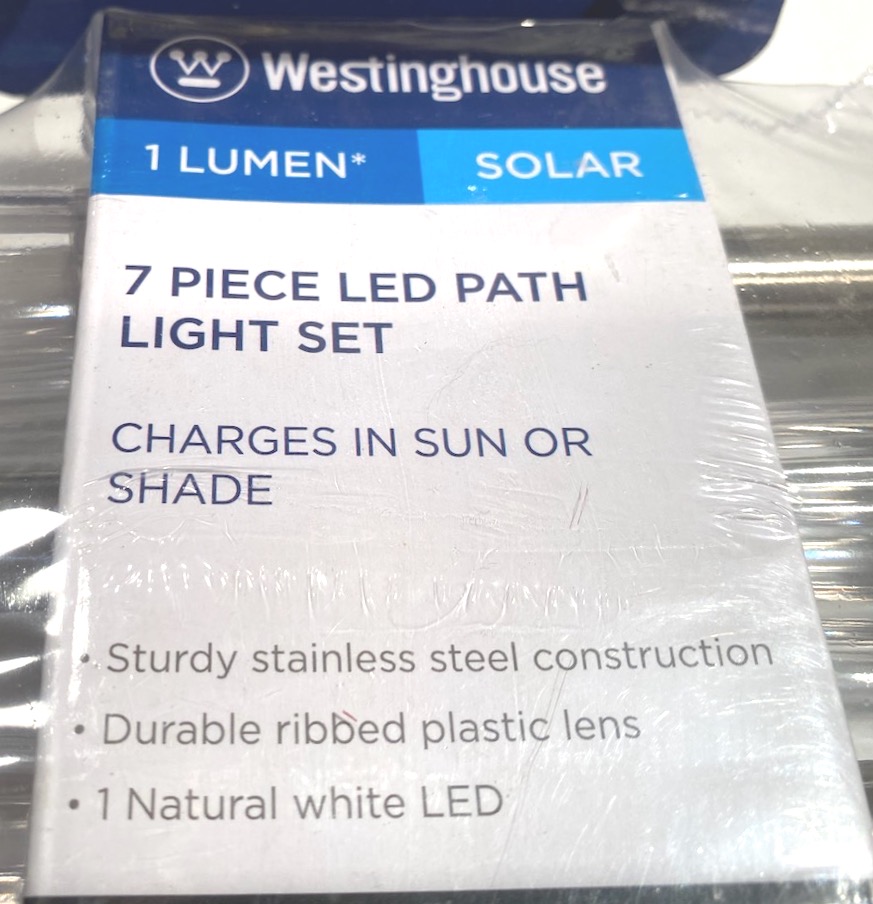 Westinghouse
1 LUMEN* SOLAR
7 PIECE LED PATH
LIGHT SET
CHARGES IN SUN OR
SHADE
• Sturdy stainless steel construction
• Durable ribbed plastic lens
• 1 Natural white LED